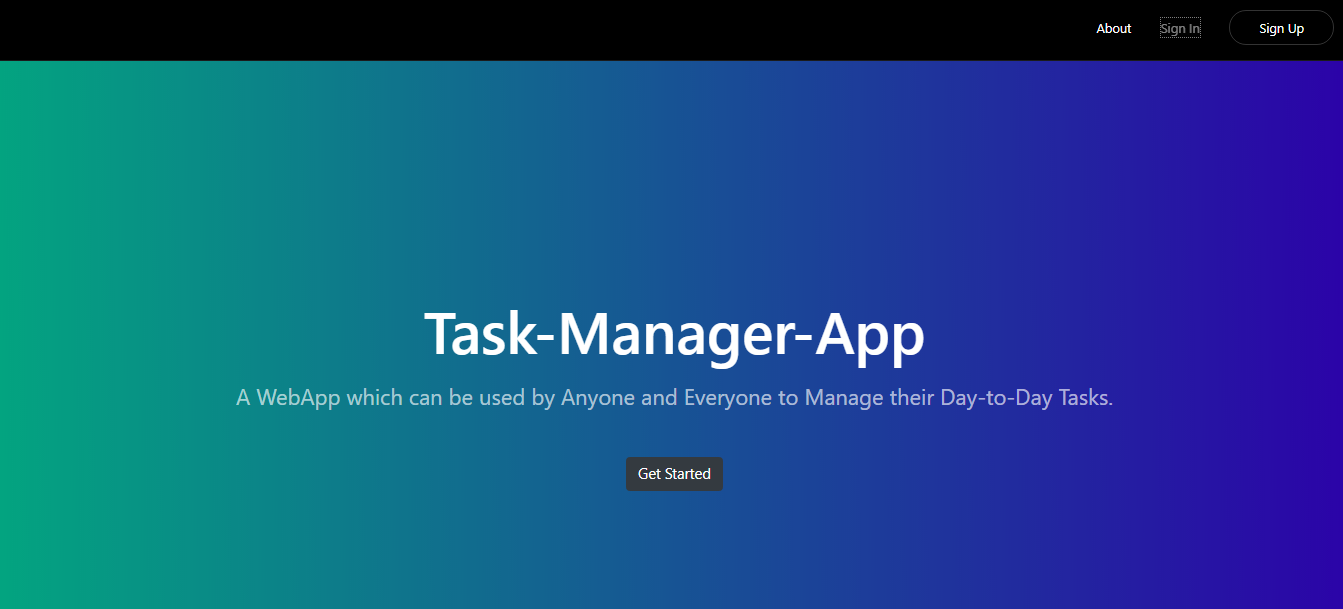 About Sign In Sign Up
Task-Manager-App
A WebApp which can be used by Anyone and Everyone to Manage their Day-to-Day Tasks.
Get Started